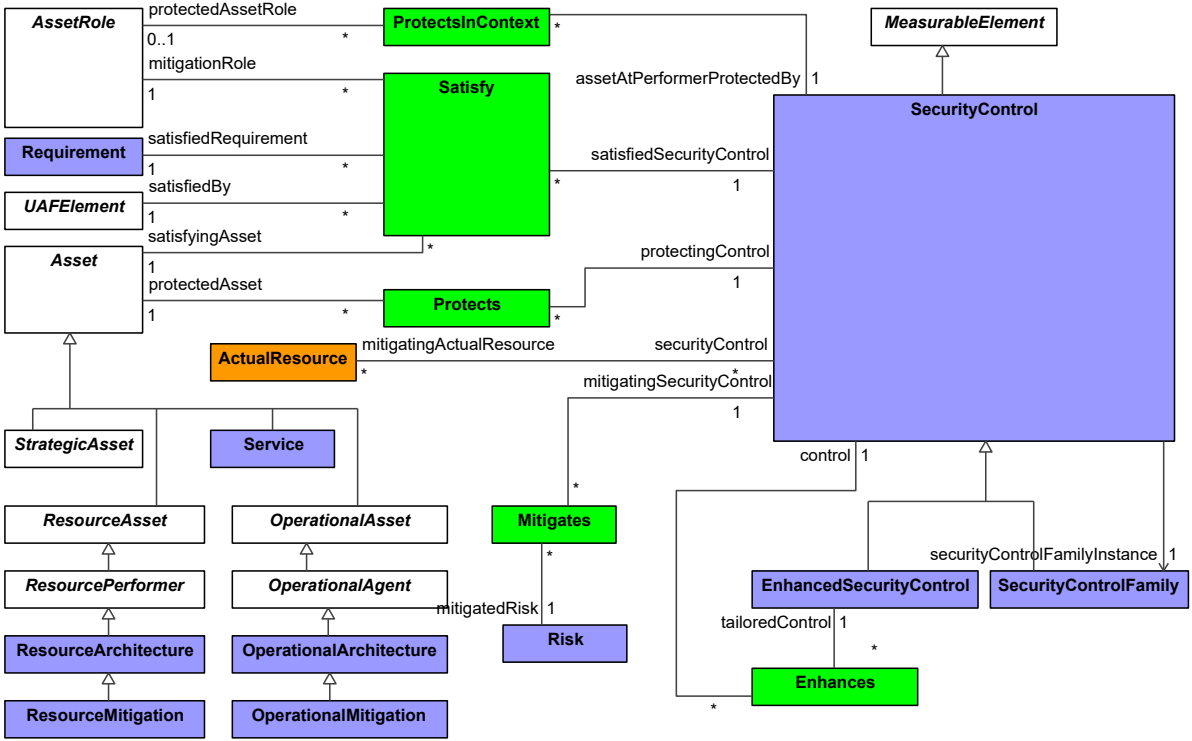 AssetRole
protectedAssetRole
0..1
*
ProtectsInContext
*
MeasurableElement
mitigationRole
1
*
Satisfy
assetAtPerformerProtectedBy
1
SecurityControl
Requirement
satisfiedRequirement
1
*
satisfiedSecurityControl
*
1
UAFElement
satisfiedBy
1
*
Asset
satisfyingAsset
1
*
protectedAsset
1
*
Protects
*
protectingControl
1
ActualResource
mitigatingActualResource
*
securityControl
*
mitigatingSecurityControl
1
StrategicAsset
Service
control
1
*
ResourceAsset
OperationalAsset
Mitigates
*
securityControlFamilyInstance
1
ResourcePerformer
OperationalAgent
EnhancedSecurityControl
SecurityControlFamily
mitigatedRisk
1
tailoredControl
1
ResourceArchitecture
OperationalArchitecture
Risk
*
Enhances
*
ResourceMitigation
OperationalMitigation